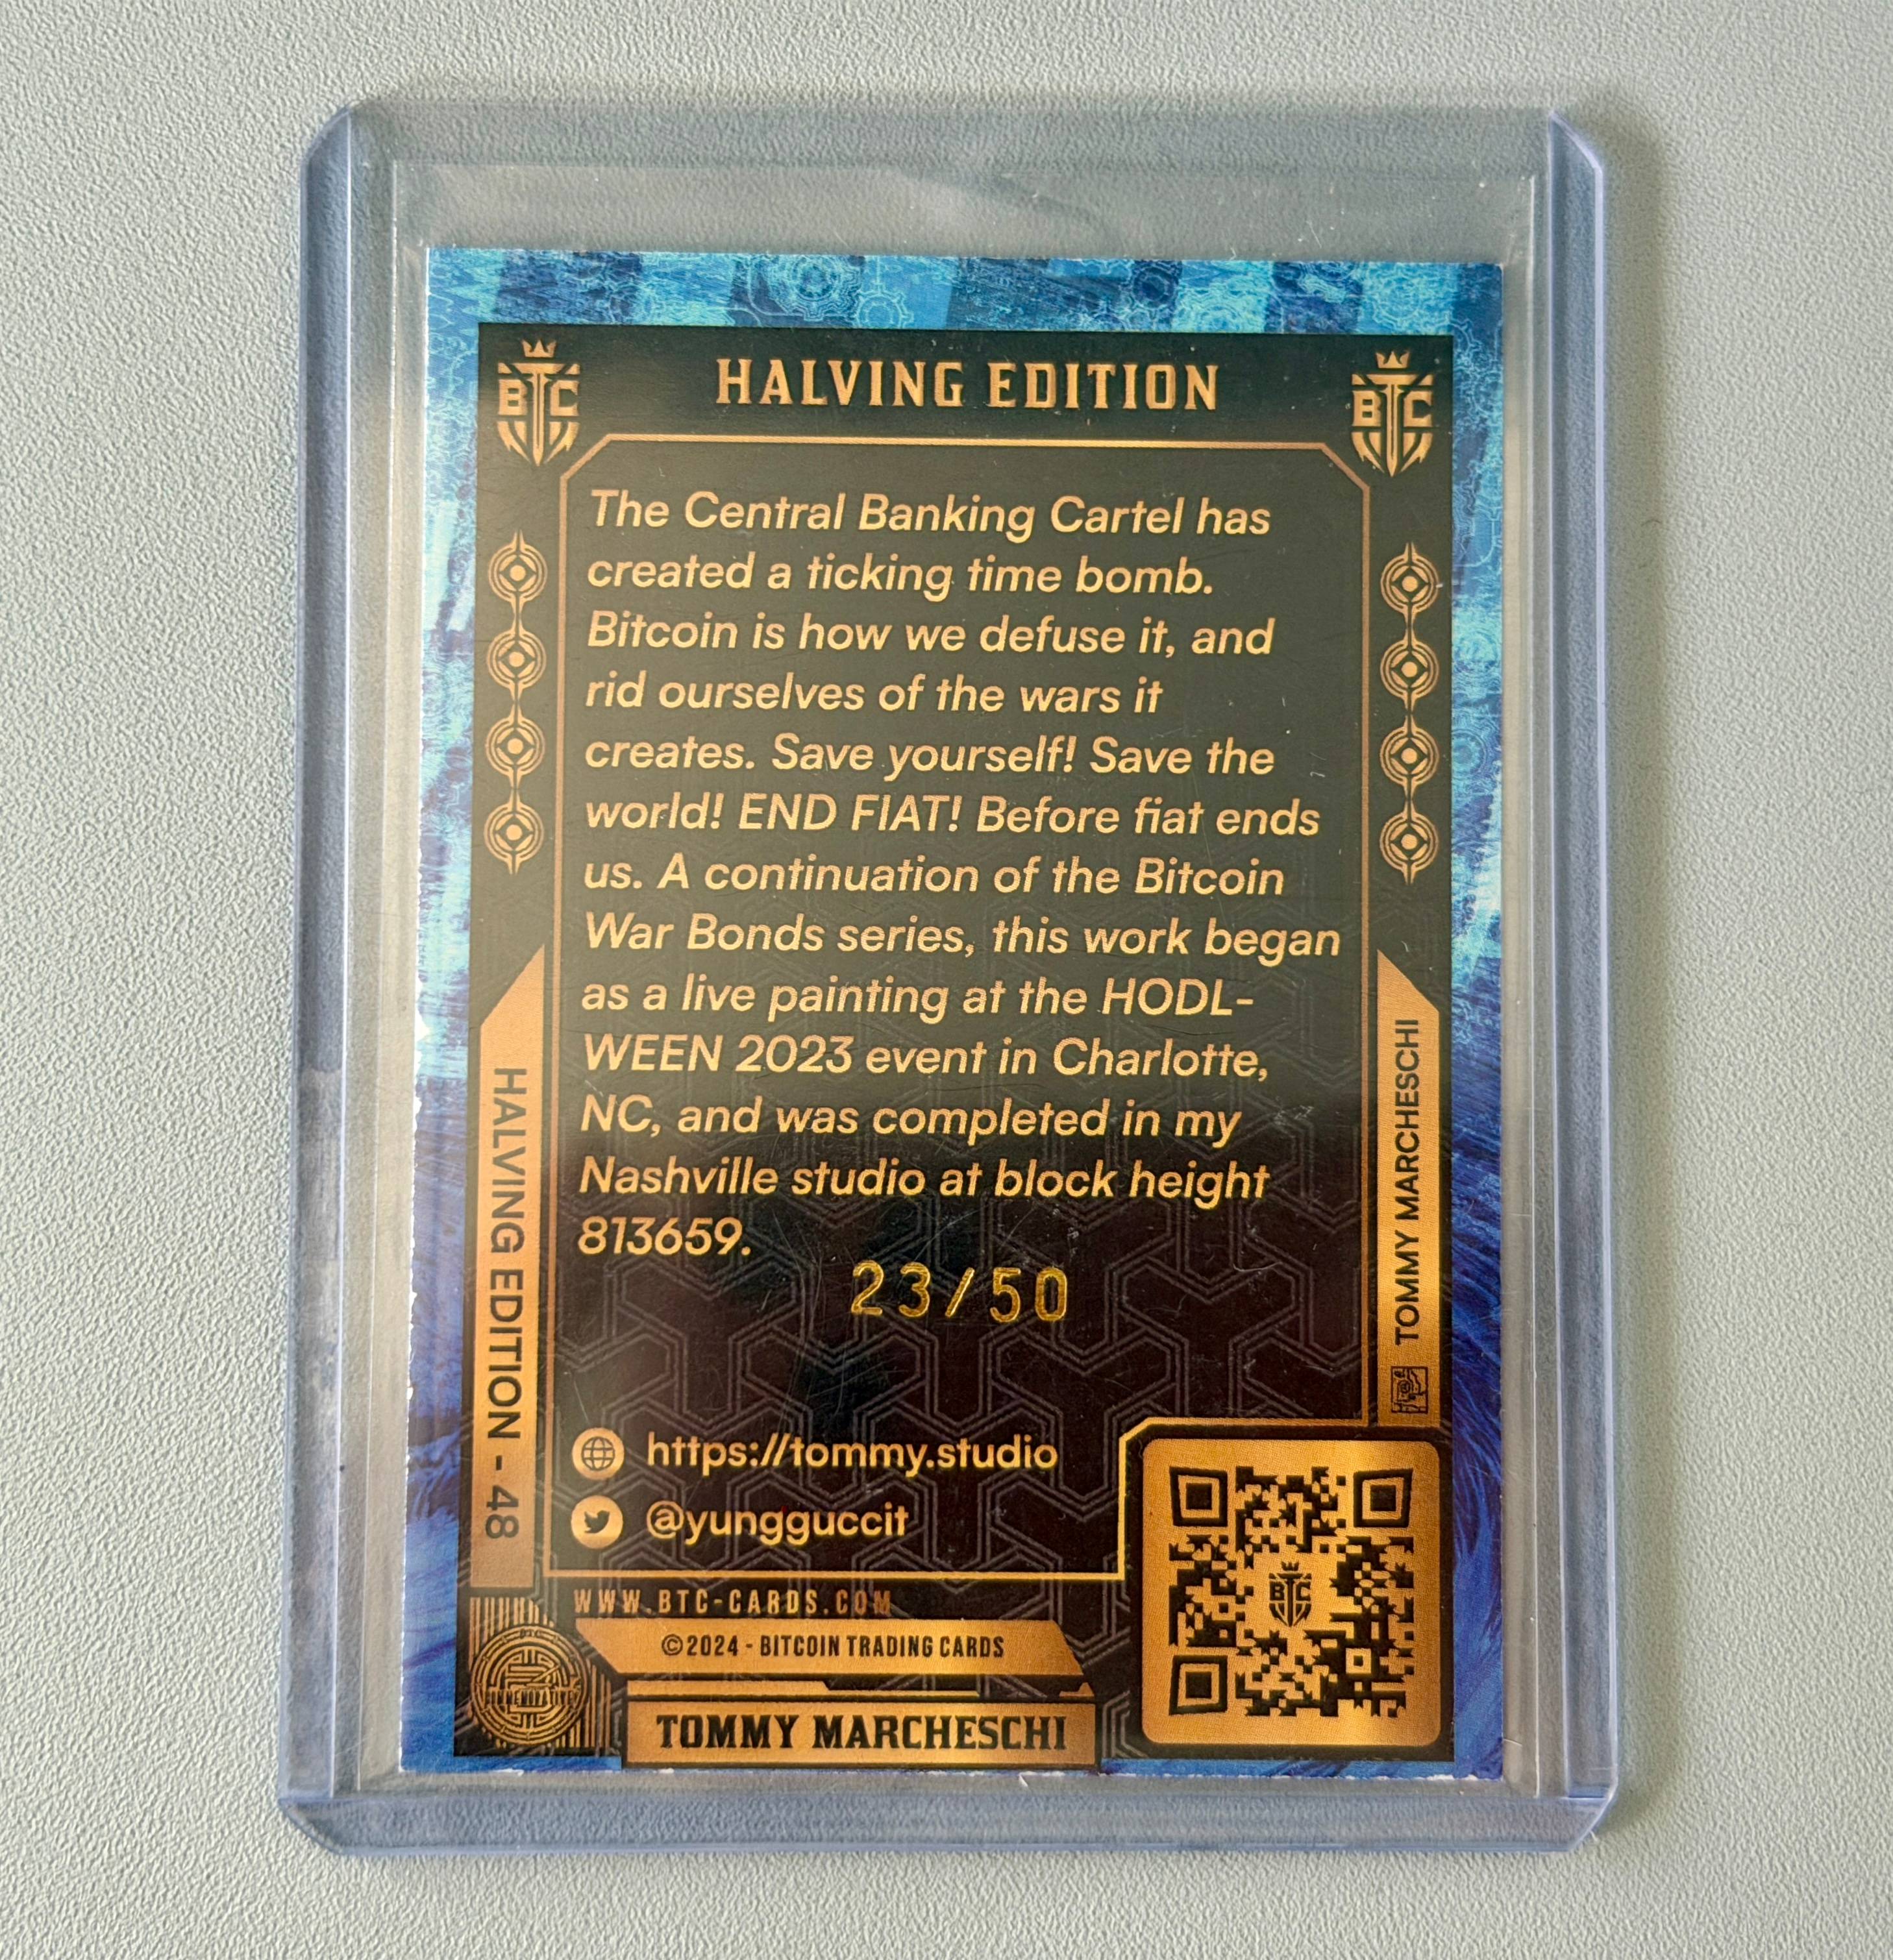 BTC
HALVING EDITION
BTC
The Central Banking Cartel has
created a ticking time bomb.
Bitcoin is how we defuse it, and
rid ourselves of the wars it
creates. Save yourself! Save the
world! END FIAT! Before fiat ends
us. A continuation of the Bitcoin
War Bonds series, this work began
as a live painting at the HODL-
WEEN 2023 event in Charlotte,
NC, and was completed in my
Nashville studio at block height
813659.
23/50
HALVING EDITION - 48
TOMMY MARCHESCHI
https://tommy.studio
@yungguccit
WWW.BTC-CARDS.COM
©2024 - BITCOIN TRADING CARDS
TOMMY MARCHESCHI
COMMEMORATIVE
BTC